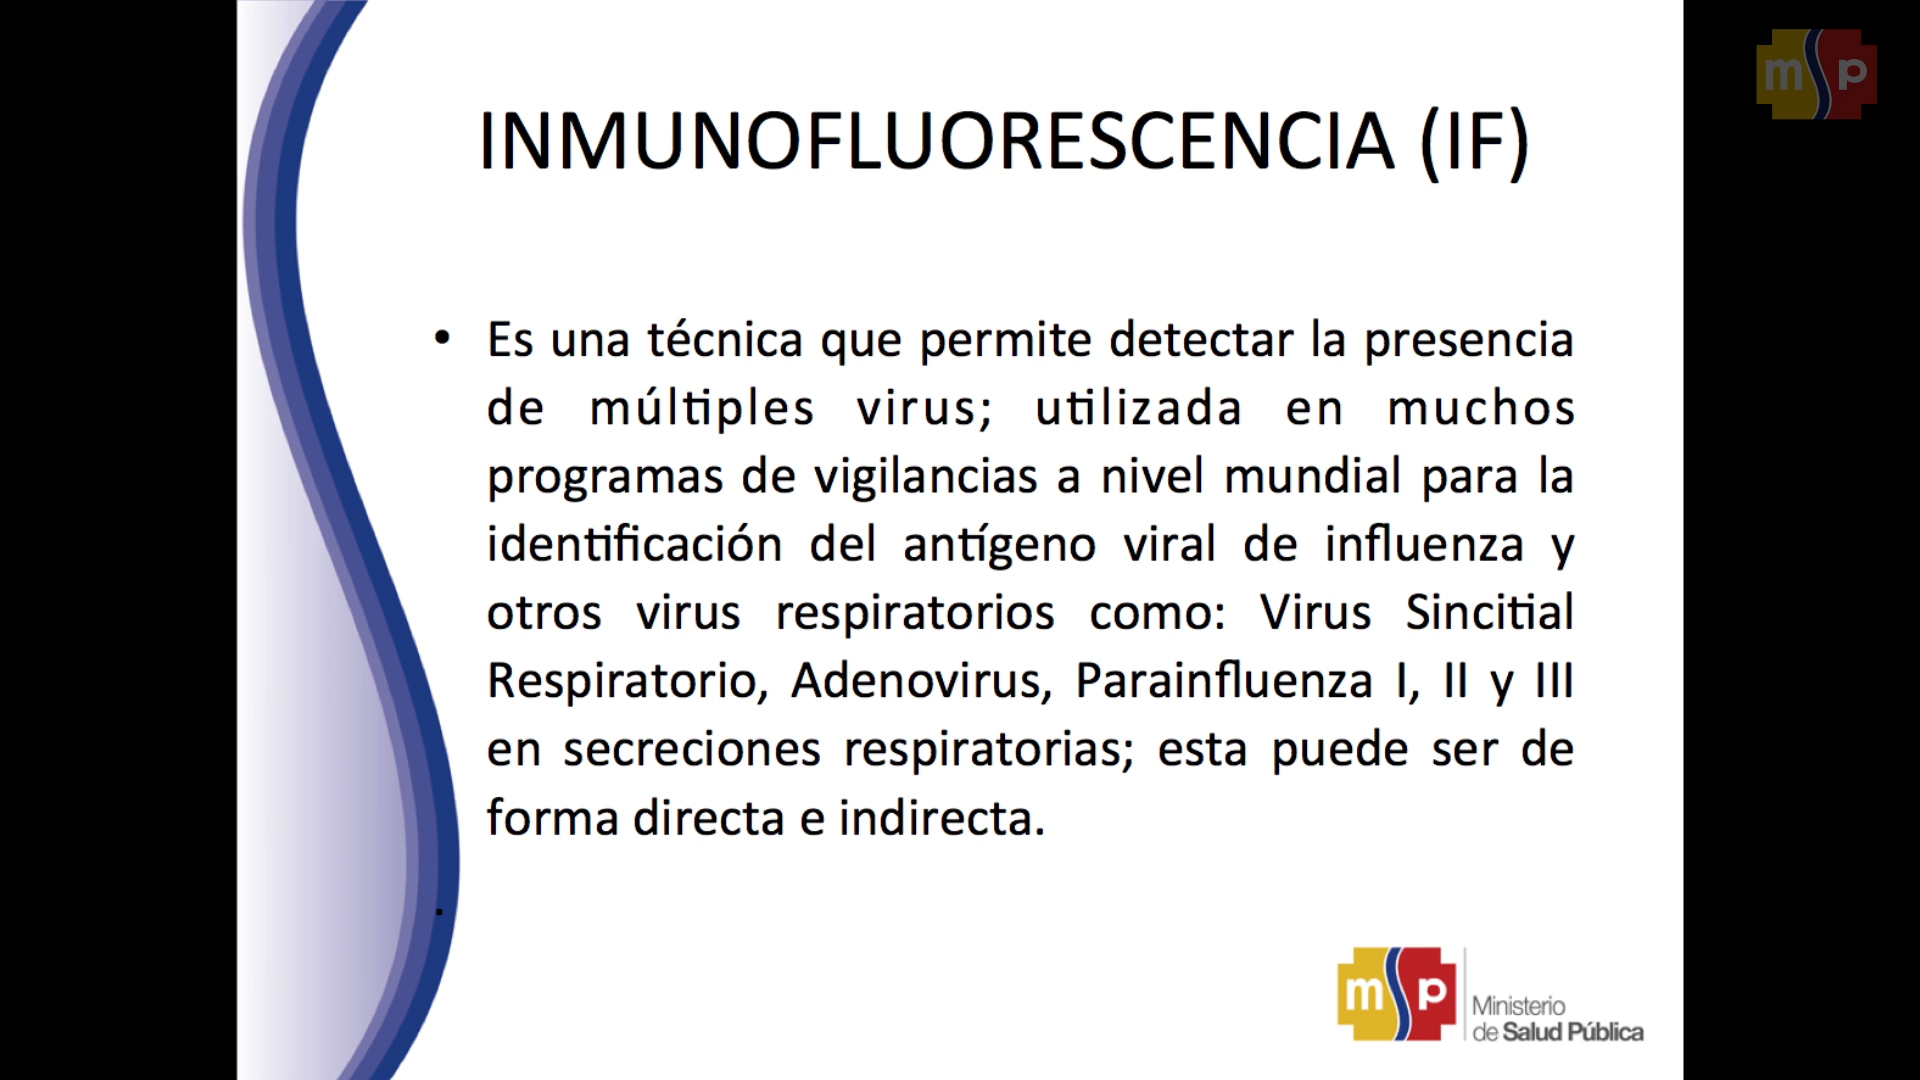 msp
INMUNOFLUORESCENCIA (IF)
• Es una técnica que permite detectar la presencia
de múltiples virus; utilizada en muchos
programas de vigilancias a nivel mundial para la
identificación del antígeno viral de influenza y
otros virus respiratorios como: Virus Sincitial
Respiratorio, Adenovirus, Parainfluenza I, II y III
en secreciones respiratorias; esta puede ser de
forma directa e indirecta.
.
msp
Ministerio
de Salud Pública